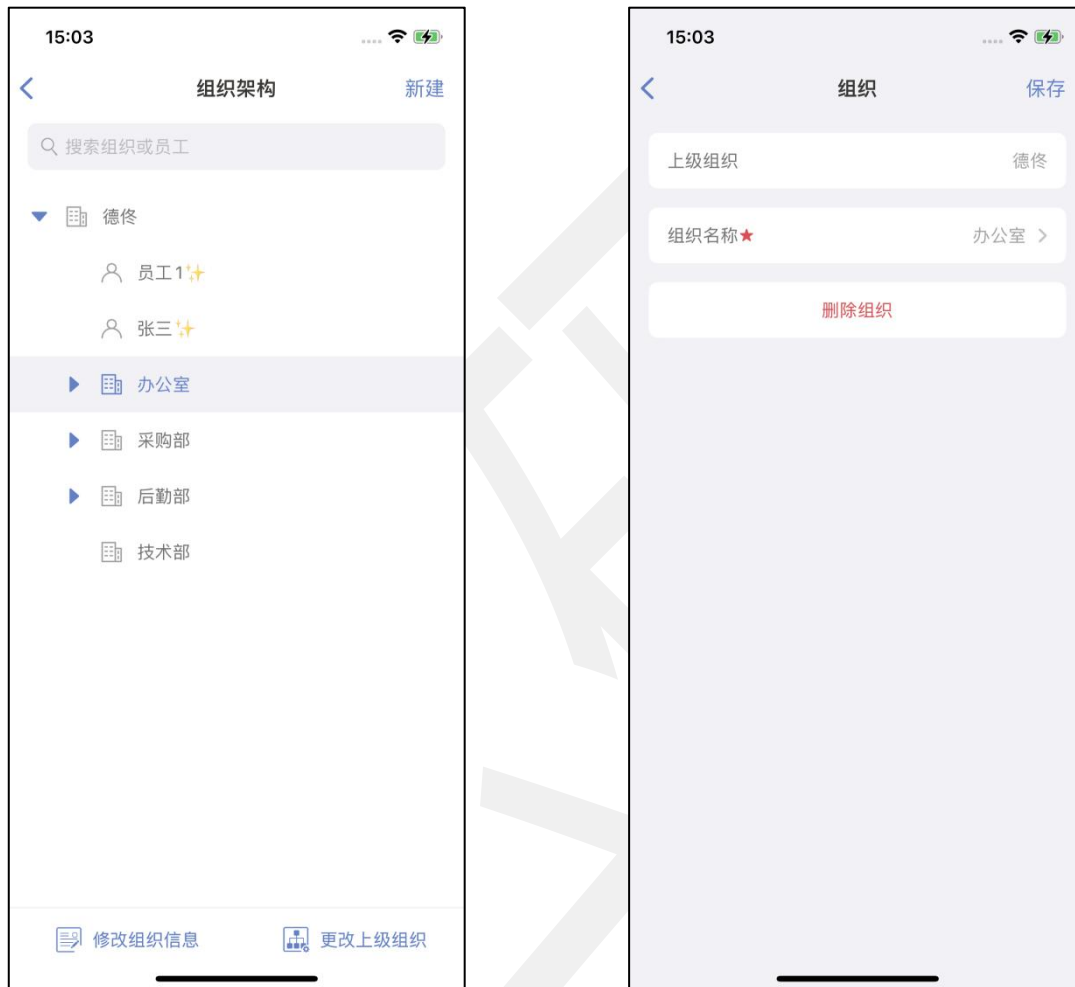 15:03
组织架构
新建
搜索组织或员工
德佟
员工1✨
张三✨
办公室
采购部
后勤部
技术部
修改组织信息
更改上级组织
15:03
组织
保存
上级组织
德佟
组织名称★
办公室
删除组织